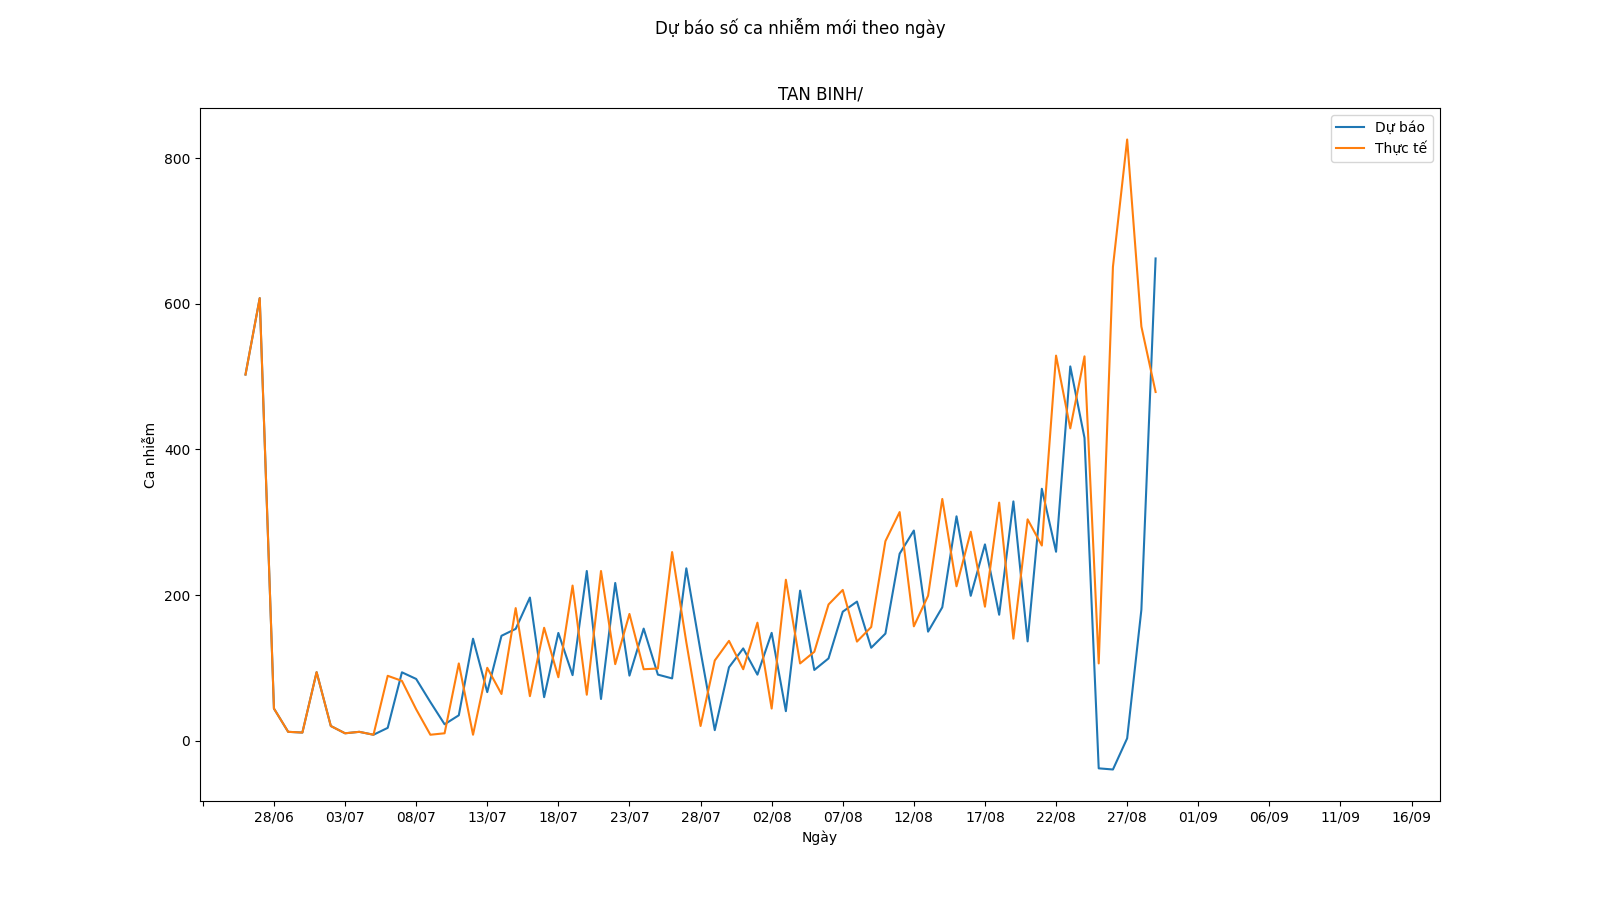 Dự báo số ca nhiễm mới theo ngày
TAN BINH/
Dự báo
Thực tế
800
600
400
200
0
Ca nhiễm
28/06 03/07 08/07 13/07 18/07 23/07 28/07 02/08 07/08 12/08 17/08 22/08 27/08 01/09 06/09 11/09 16/09
Ngày